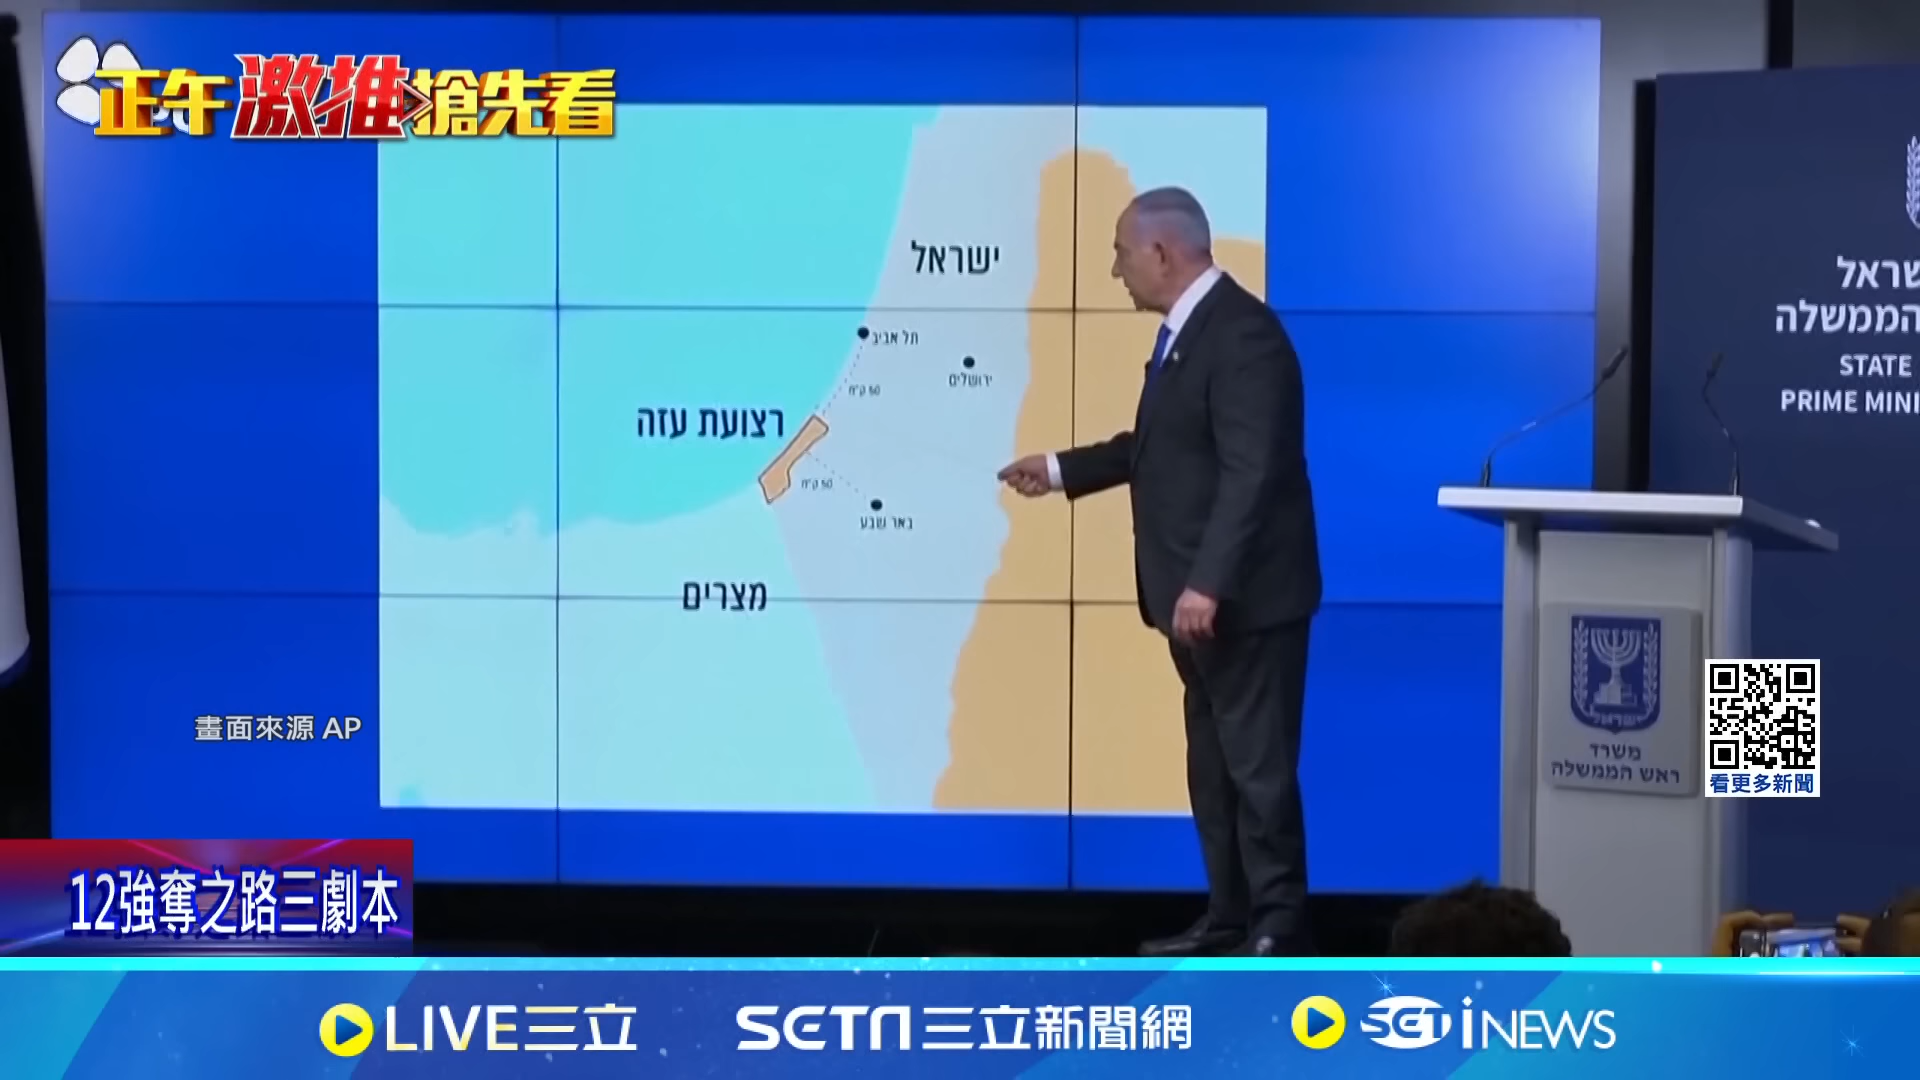 正午激推搶先看
ישראל
תל אביב
ירושלים
50 ק"מ
רצועת עזה
50 ק"מ
באר שבע
מצרים
STATE
PRIME MINI
משרד
ראש הממשלה
畫面來源 AP
看更多新聞
12強奪之路三劇本
LIVE三立
SETN三立新聞網
SET iNEWS